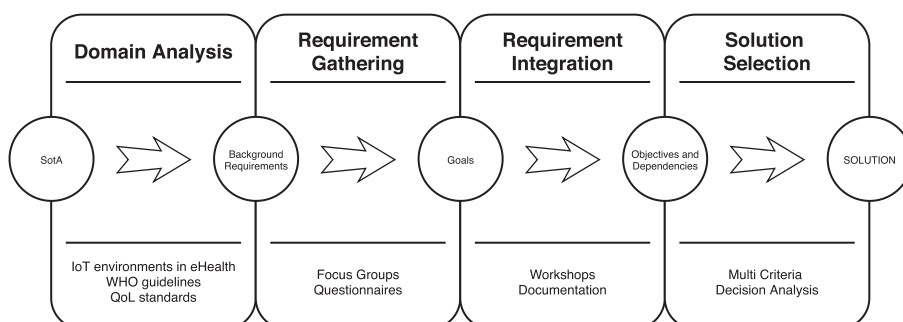 Domain Analysis
Requirement
Gathering
Requirement
Integration
Solution
Selection
SotA
Background
Requirements
Goals
Objectives and
Dependencies
SOLUTION
IoT environments in eHealth
WHO guidelines
QoL standards
Focus Groups
Questionnaires
Workshops
Documentation
Multi Criteria
Decision Analysis